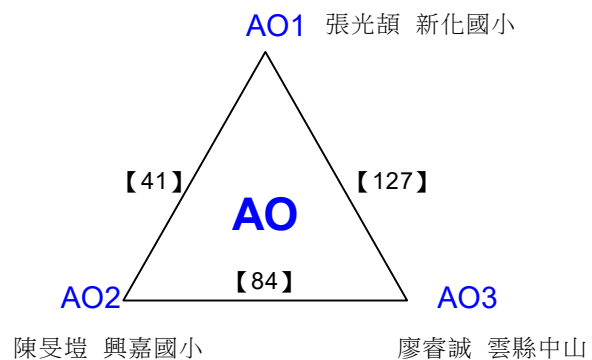 AO1 張光頡 新化國小
【41】 【127】
AO
【84】
AO2 AO3
陳旻塏 興嘉國小 廖睿誠 雲縣中山